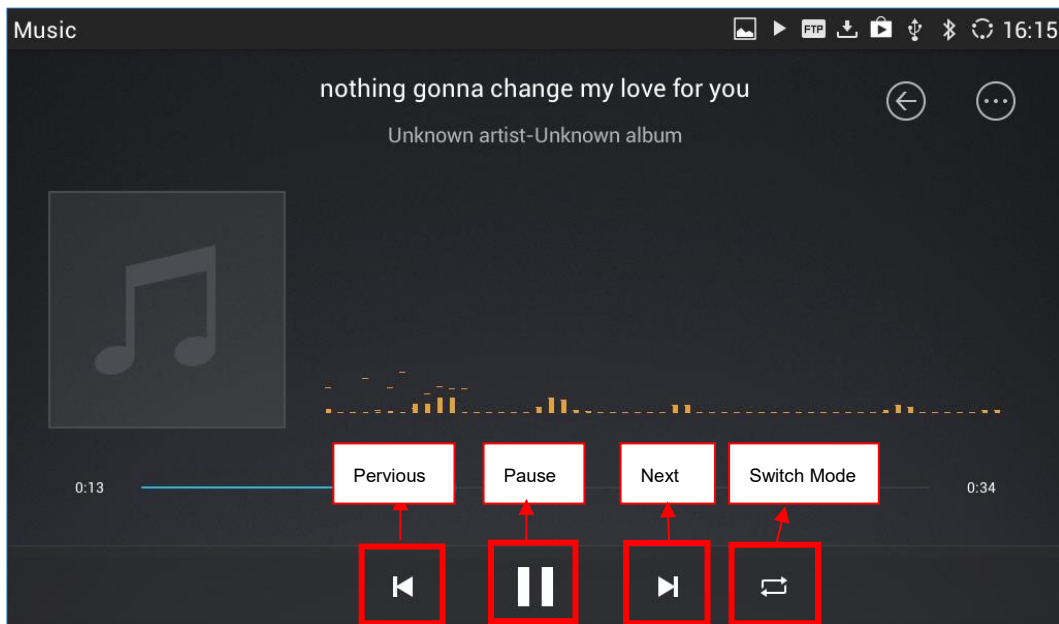 Music
FTP
16:15
nothing gonna change my love for you
Unknown artist-Unknown album
0:13
Pervious
Pause
Next
Switch Mode
0:34